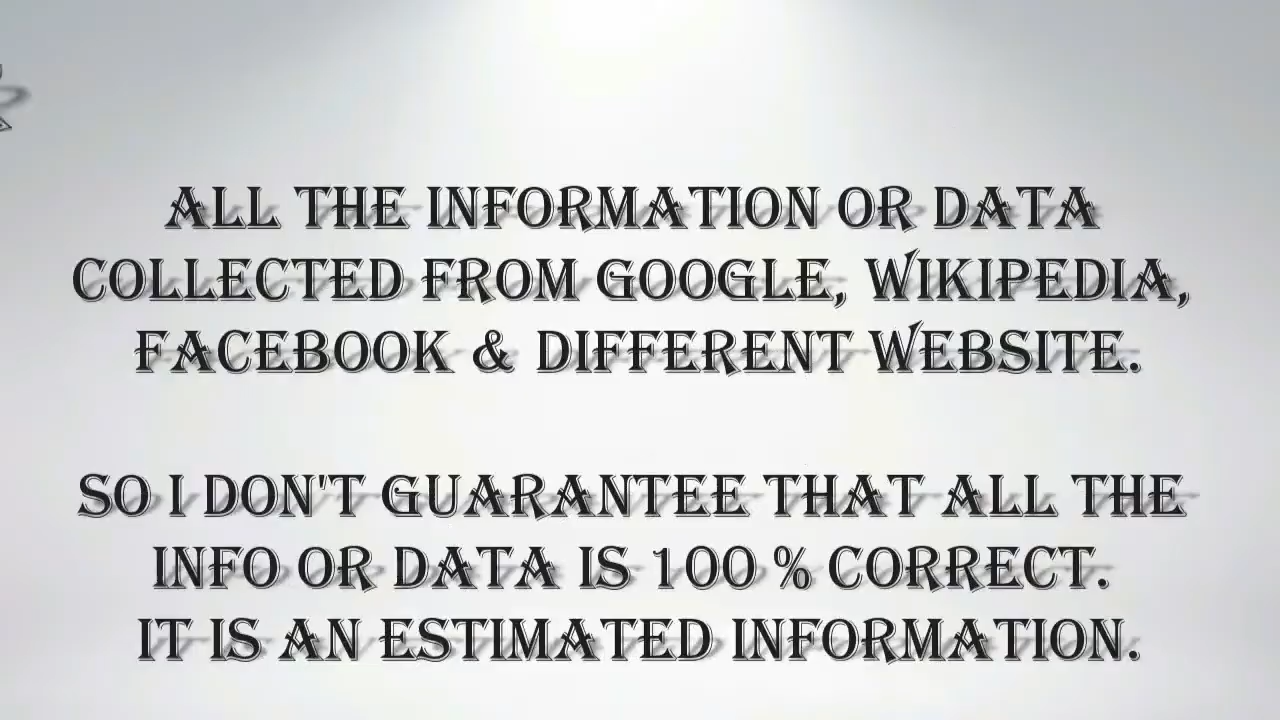 ALL THE INFORMATION OR DATA
COLLECTED FROM GOOGLE, WIKIPEDIA,
FACEBOOK & DIFFERENT WEBSITE.
SO I DON'T GUARANTEE THAT ALL THE
INFO OR DATA IS 100 % CORRECT.
IT IS AN ESTIMATED INFORMATION.